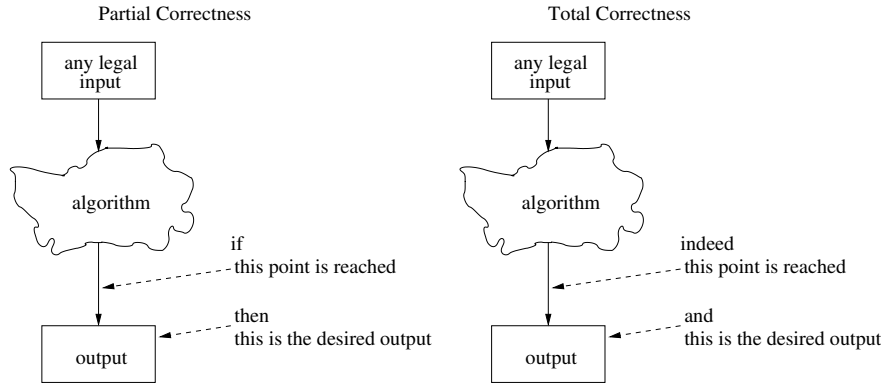 Partial Correctness
any legal
input
algorithm
if
this point is reached
then
this is the desired output
output
Total Correctness
any legal
input
algorithm
indeed
this point is reached
and
this is the desired output
output